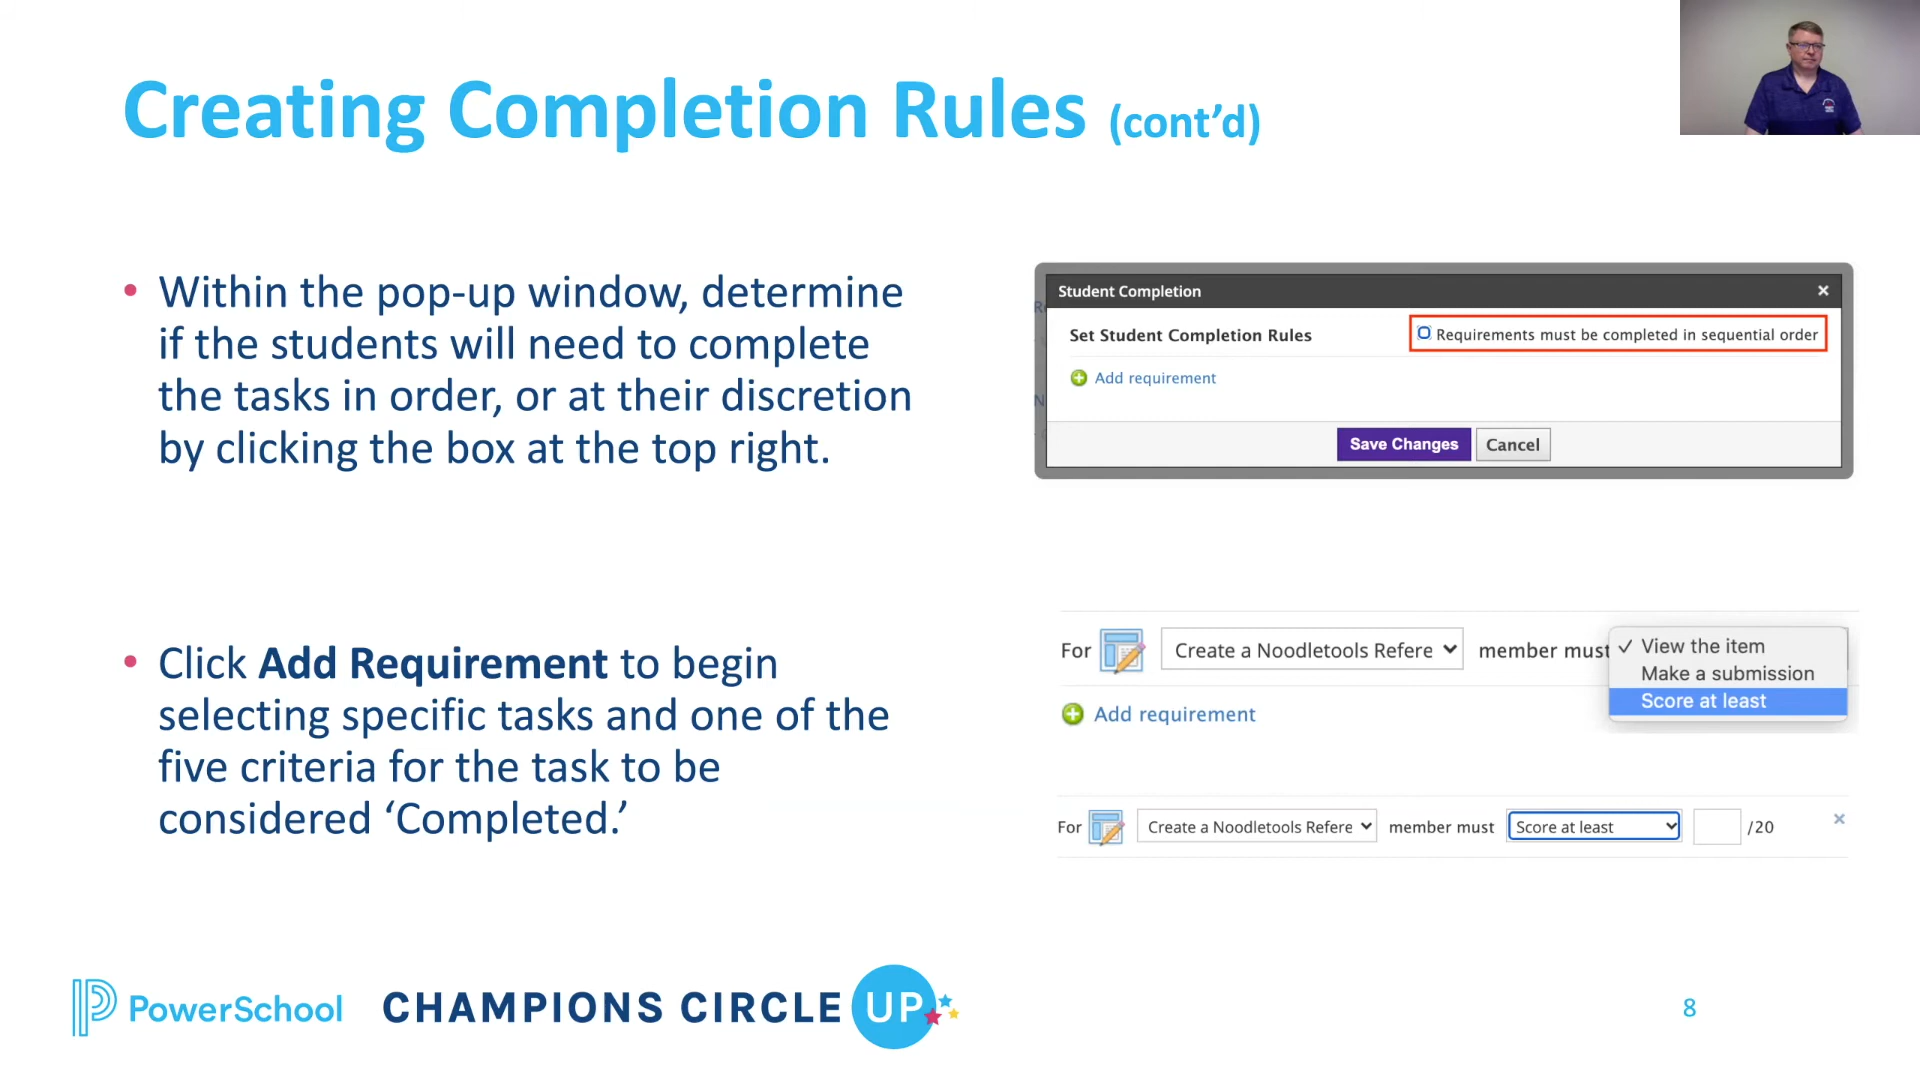 Creating Completion Rules (cont’d)
• Within the pop-up window, determine
if the students will need to complete
the tasks in order, or at their discretion
by clicking the box at the top right.
Student Completion
Set Student Completion Rules
Requirements must be completed in sequential order
Add requirement
Save Changes
Cancel
• Click Add Requirement to begin
selecting specific tasks and one of the
five criteria for the task to be
considered ‘Completed.’
For Create a Noodletools Refere member must
✓ View the item
Make a submission
Score at least
Add requirement
For Create a Noodletools Refere member must Score at least /20
PowerSchool
CHAMPIONS CIRCLE UP
8